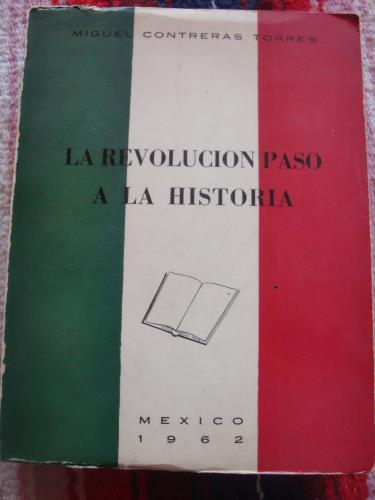 MIGUEL CONTRERAS TORRES
LA REVOLUCION PASO
A LA HISTORIA
MEXICO
1962